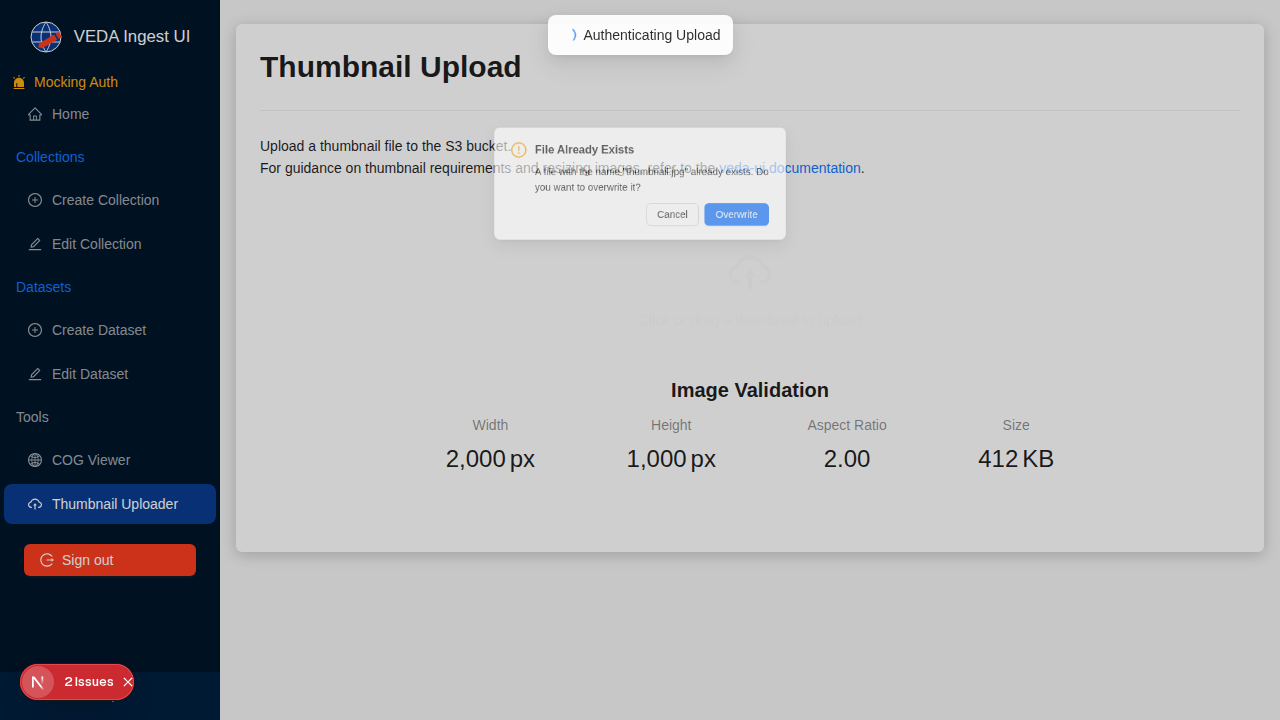 VEDA Ingest UI
Authenticating Upload
Thumbnail Upload
Mocking Auth
Home
Collections
Create Collection
Edit Collection
Datasets
Create Dataset
Edit Dataset
Tools
COG Viewer
Thumbnail Uploader
Sign out
2 Issues
Upload a thumbnail file to the S3 bucket.
For guidance on thumbnail requirements and resizing images, refer to the veda-ui documentation.
File Already Exists
A file with the name "thumbnail.jpg" already exists. Do
you want to overwrite it?
Cancel
Overwrite
Image Validation
Width
Height
Aspect Ratio
Size
2,000 px
1,000 px
2.00
412 KB